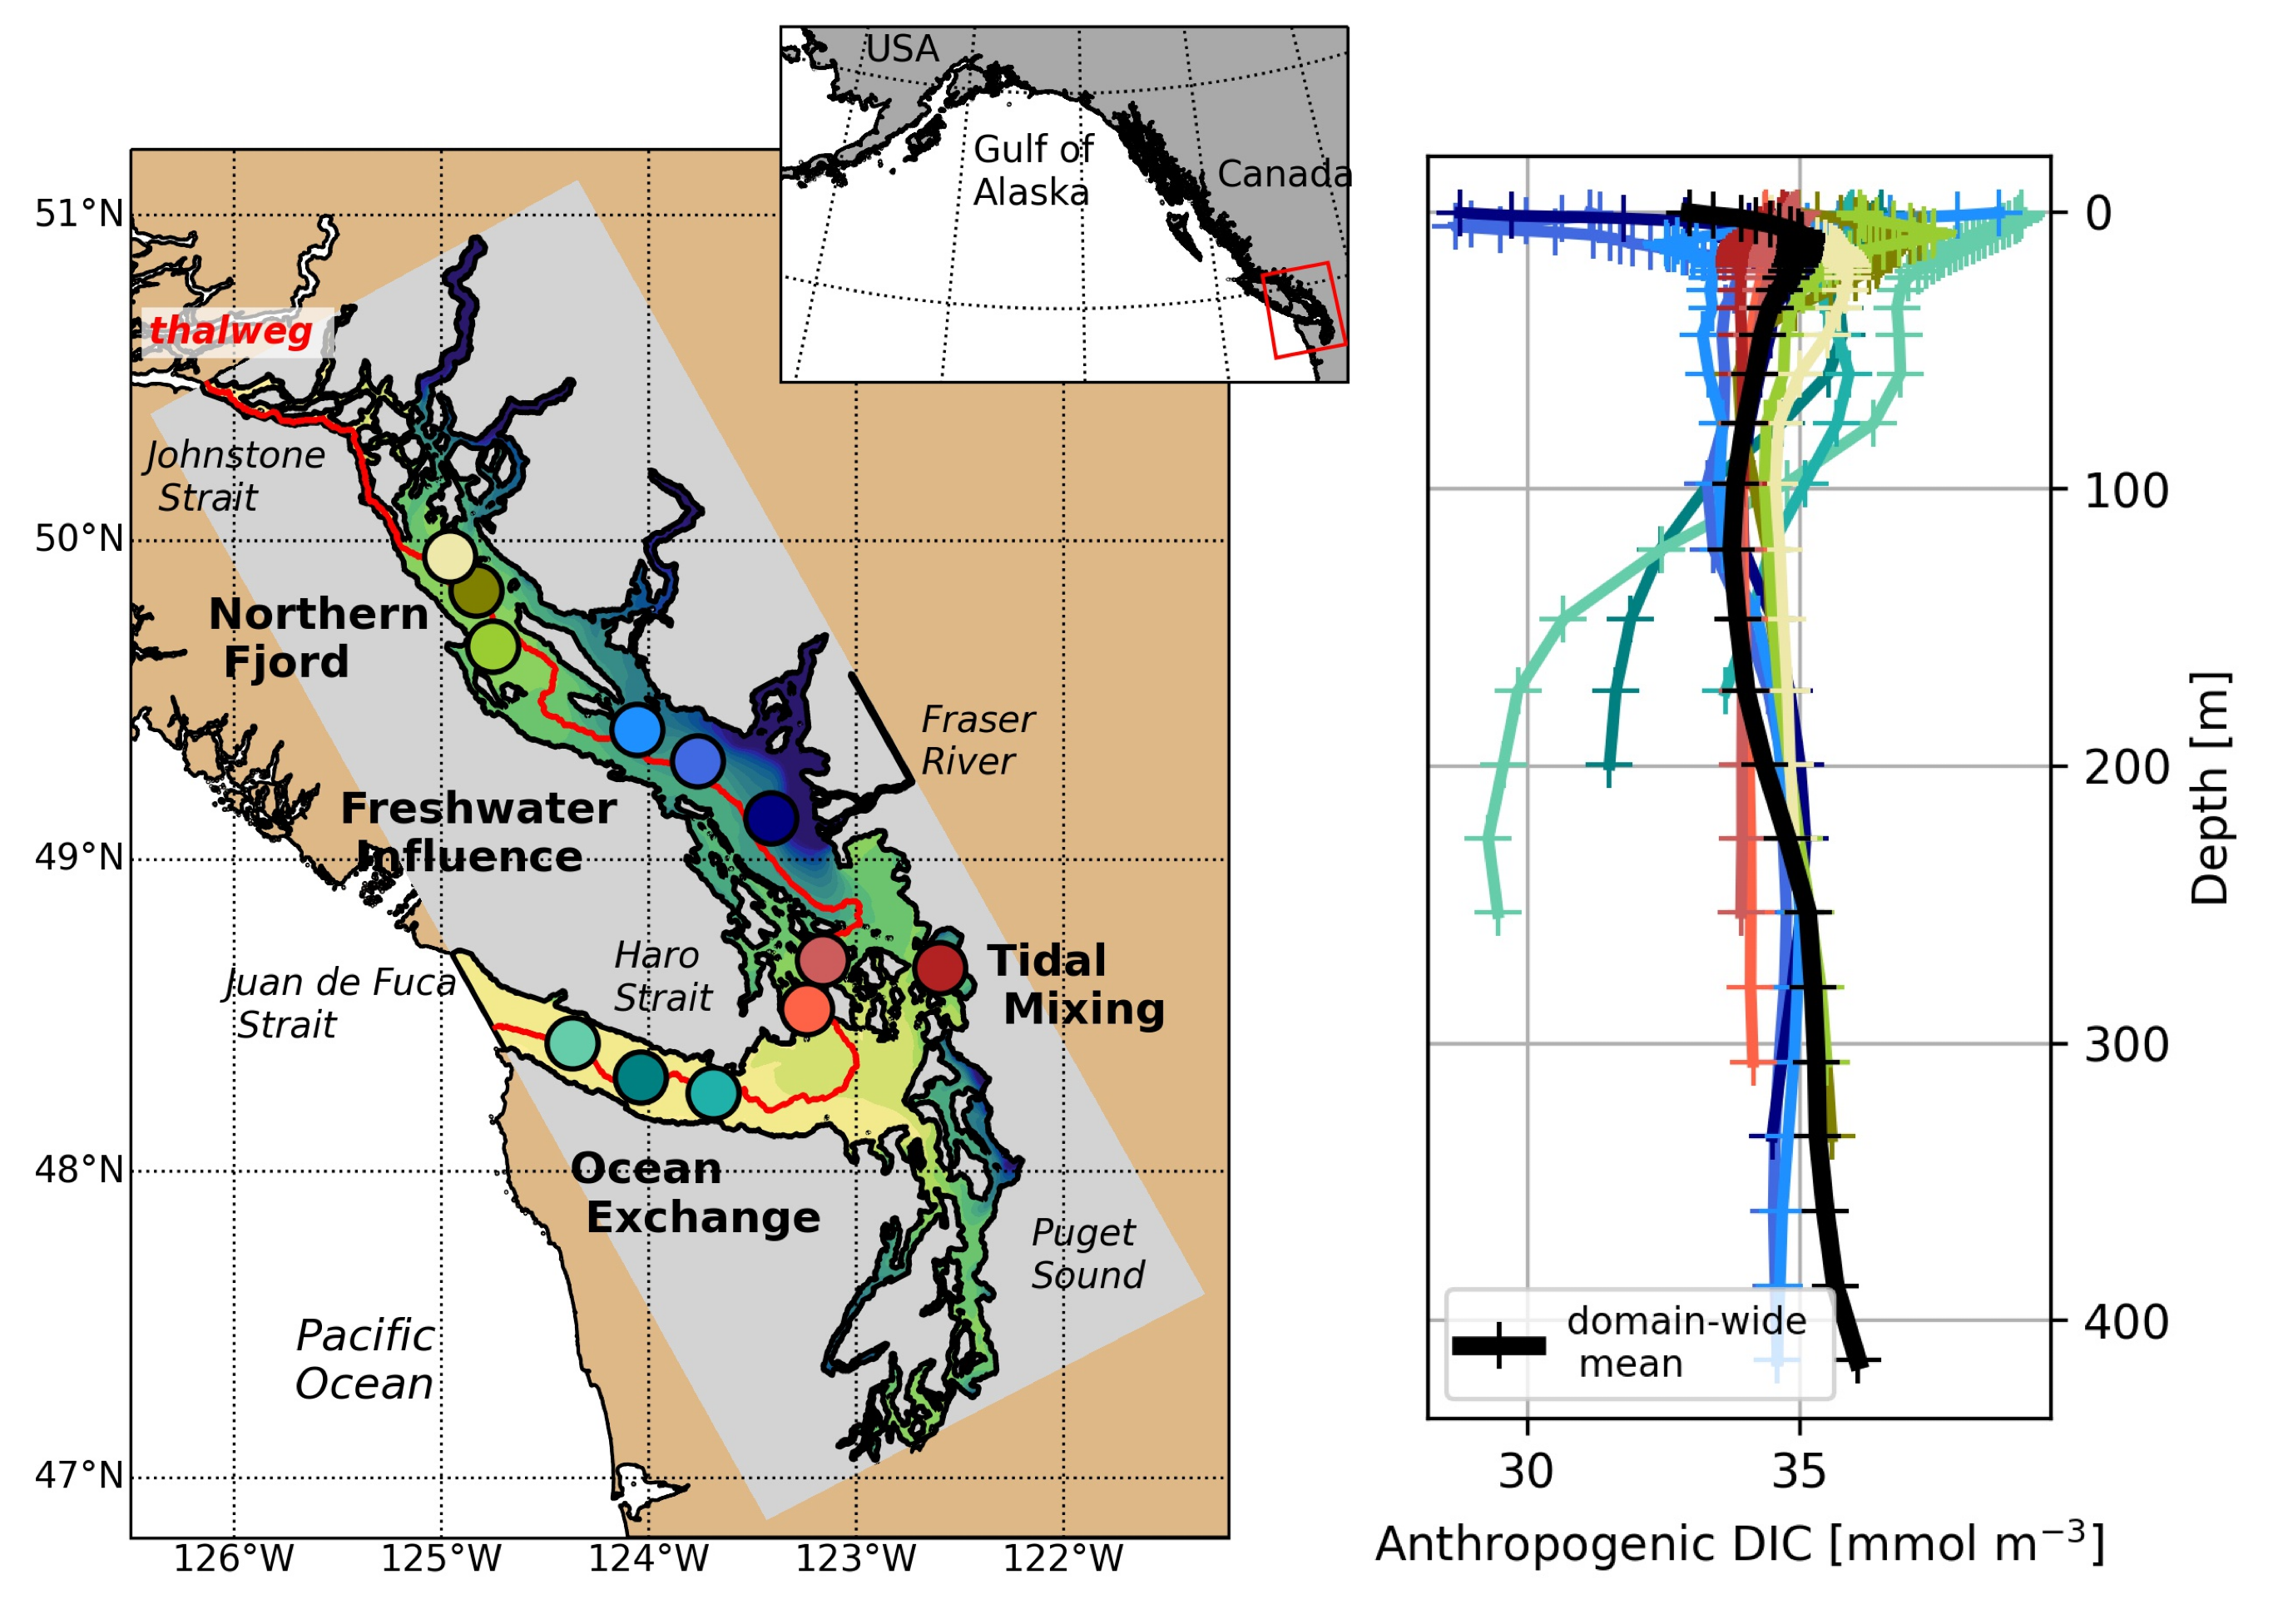 USA
Gulf of
Alaska
Canada
51°N
50°N
49°N
48°N
47°N
126°W
125°W
124°W
123°W
122°W
thalweg
Johnstone
Strait
Northern
Fjord
Fraser
River
Freshwater
Influence
Haro
Strait
Juan de Fuca
Strait
Tidal
Mixing
Ocean
Exchange
Puget
Sound
Pacific
Ocean
0
100
200
300
400
Depth [m]
domain-wide
mean
30
35
Anthropogenic DIC [mmol m⁻³]